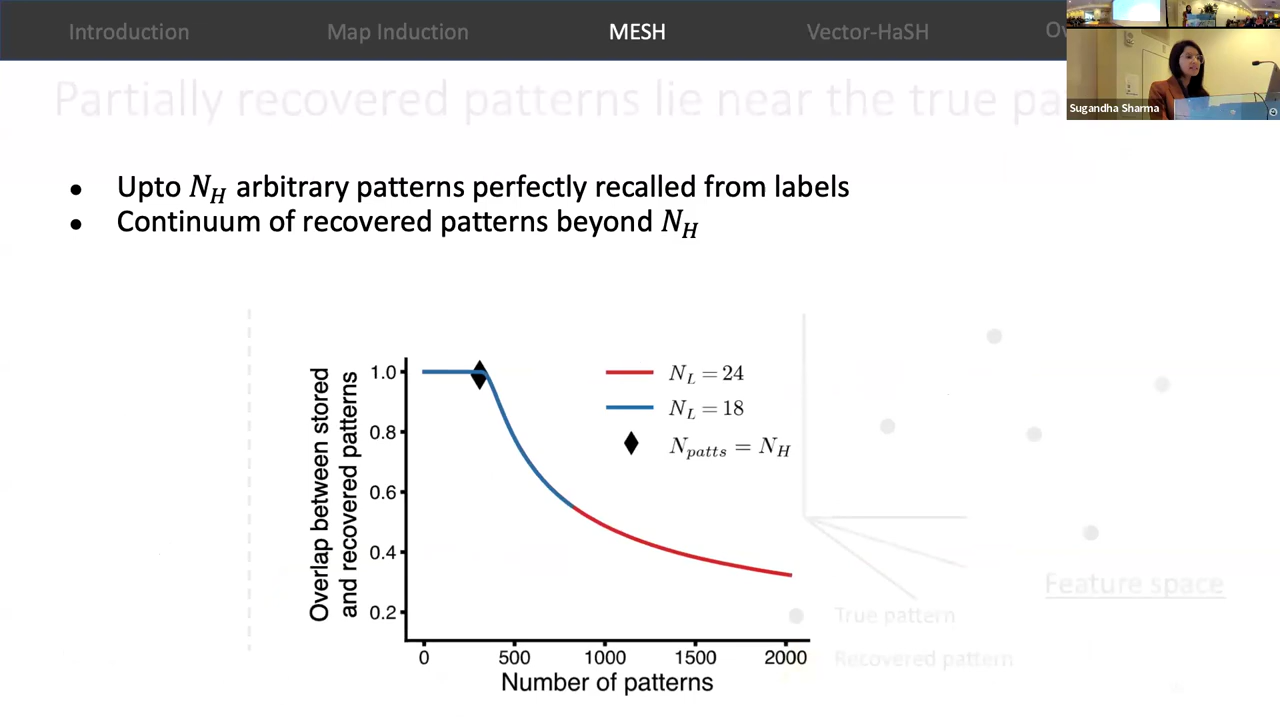 Introduction
Map Induction
MESH
Vector-HaSH
Sugandha Sharma
Partially recovered patterns lie near the true
● Upto N_H arbitrary patterns perfectly recalled from labels
● Continuum of recovered patterns beyond N_H
Overlap between stored
and recovered patterns
1.0
0.8
0.6
0.4
0.2
0 500 1000 1500 2000
Number of patterns
N_L = 24
N_L = 18
N_patts = N_H
Feature space
True pattern
Recovered pattern